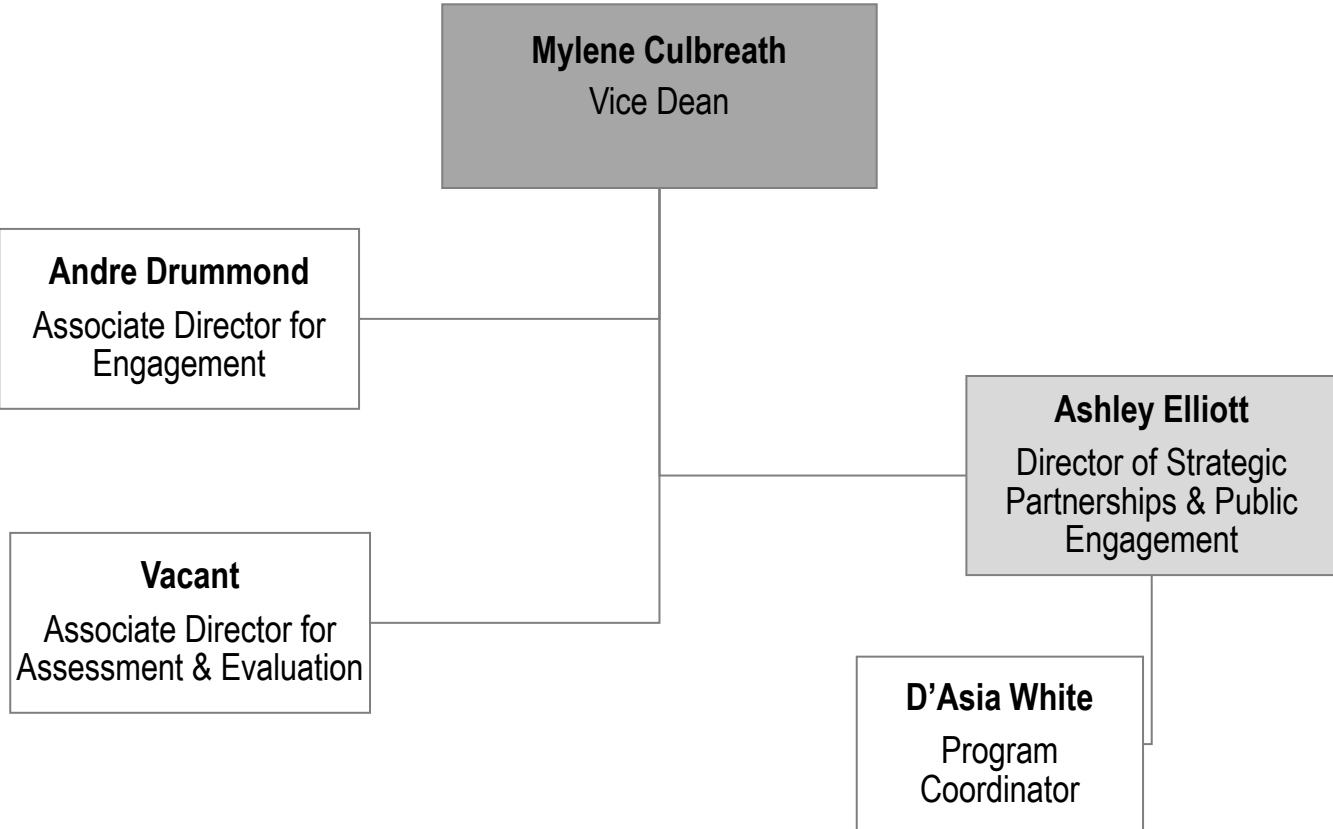 Mylene Culbreath
Vice Dean
Andre Drummond
Associate Director for
Engagement
Ashley Elliott
Director of Strategic
Partnerships & Public
Engagement
Vacant
Associate Director for
Assessment & Evaluation
D’Asia White
Program
Coordinator